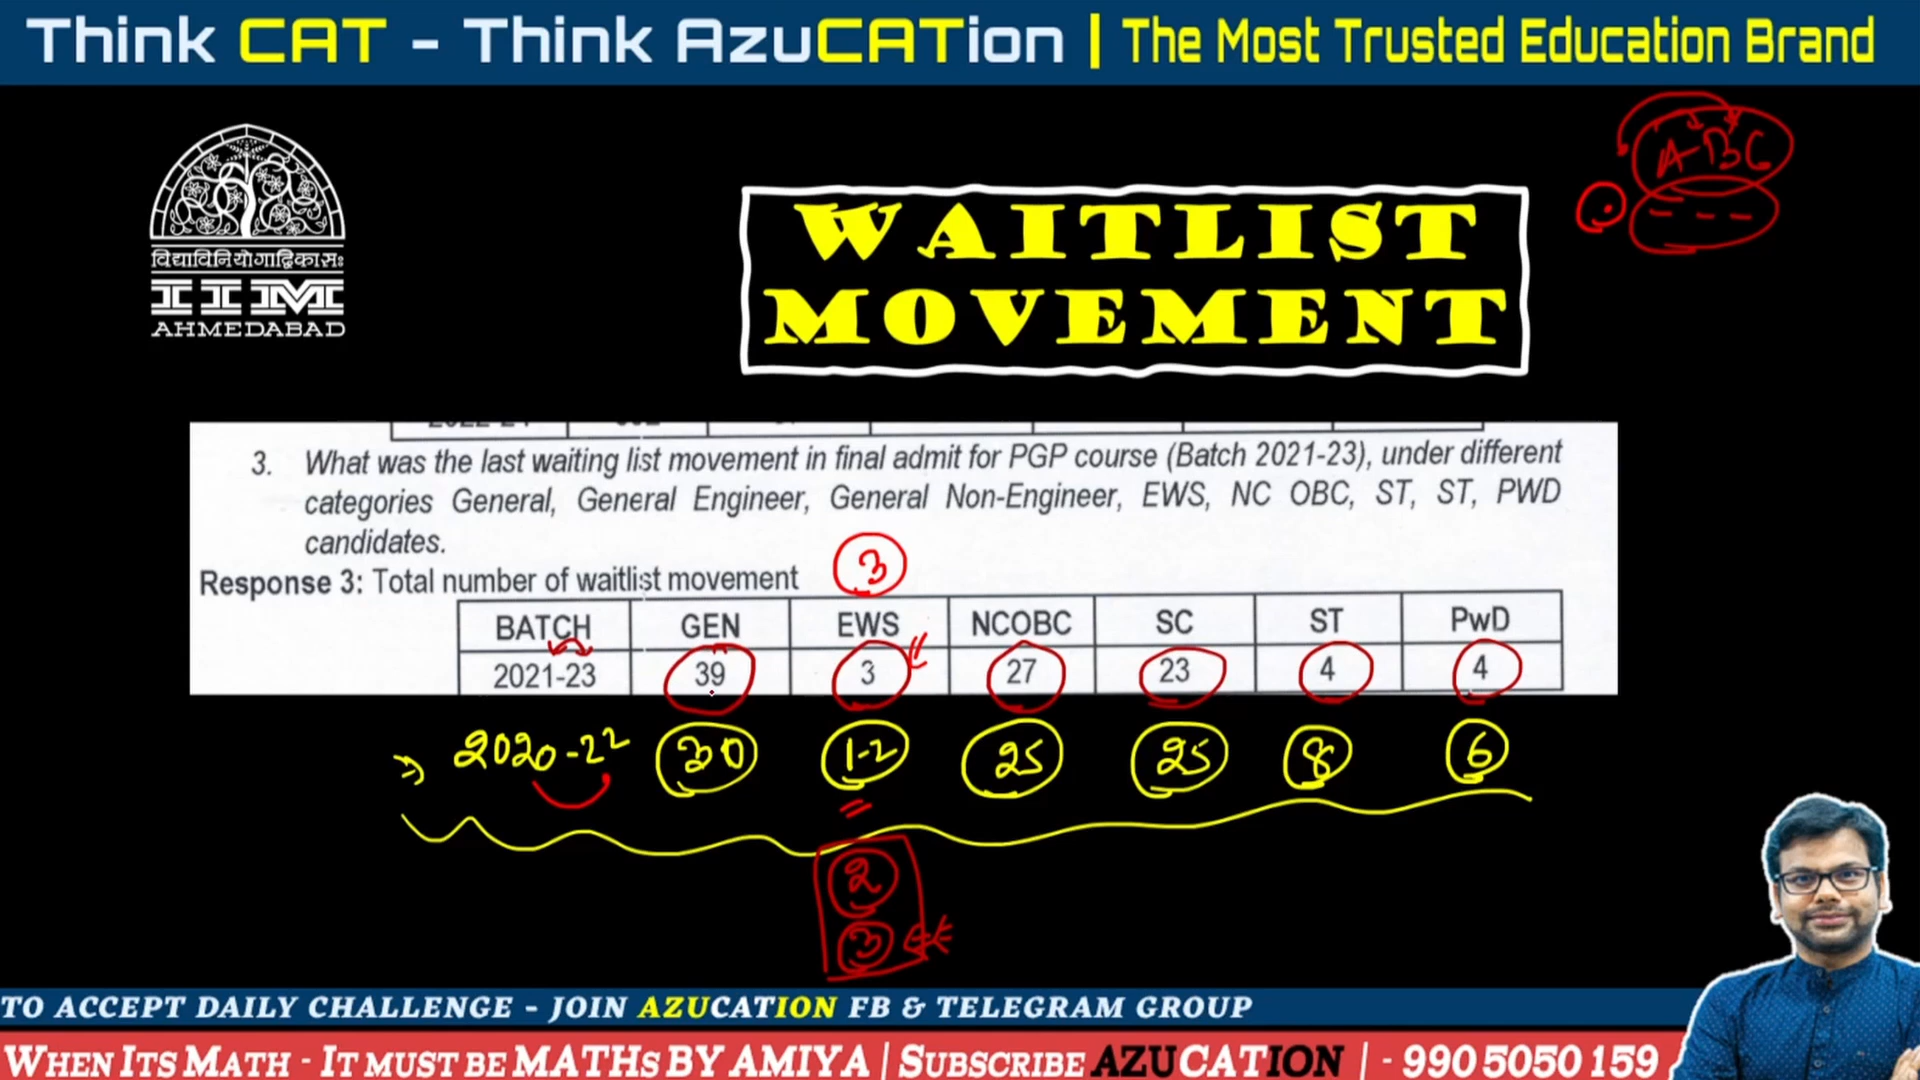 Think CAT - Think AzuCATion | The Most Trusted Education Brand
ABC
विद्याविनियोगाद्विकासः
IIM
AHMEDABAD
WAITLIST
MOVEMENT
3. What was the last waiting list movement in final admit for PGP course (Batch 2021-23), under different
categories General, General Engineer, General Non-Engineer, EWS, NC OBC, ST, ST, PWD
candidates.
3
Response 3: Total number of waitlist movement
BATCH GEN EWS NCOBC SC ST PwD
2021-23 39 3 27 23 4 4
2020-22 30 1-2 25 25 8 6
2
3
TO ACCEPT DAILY CHALLENGE - JOIN AZUCATION FB & TELEGRAM GROUP
WHEN ITS MATH - IT MUST BE MATHS BY AMIYA | SUBSCRIBE AZUCATION | - 990 5050 159